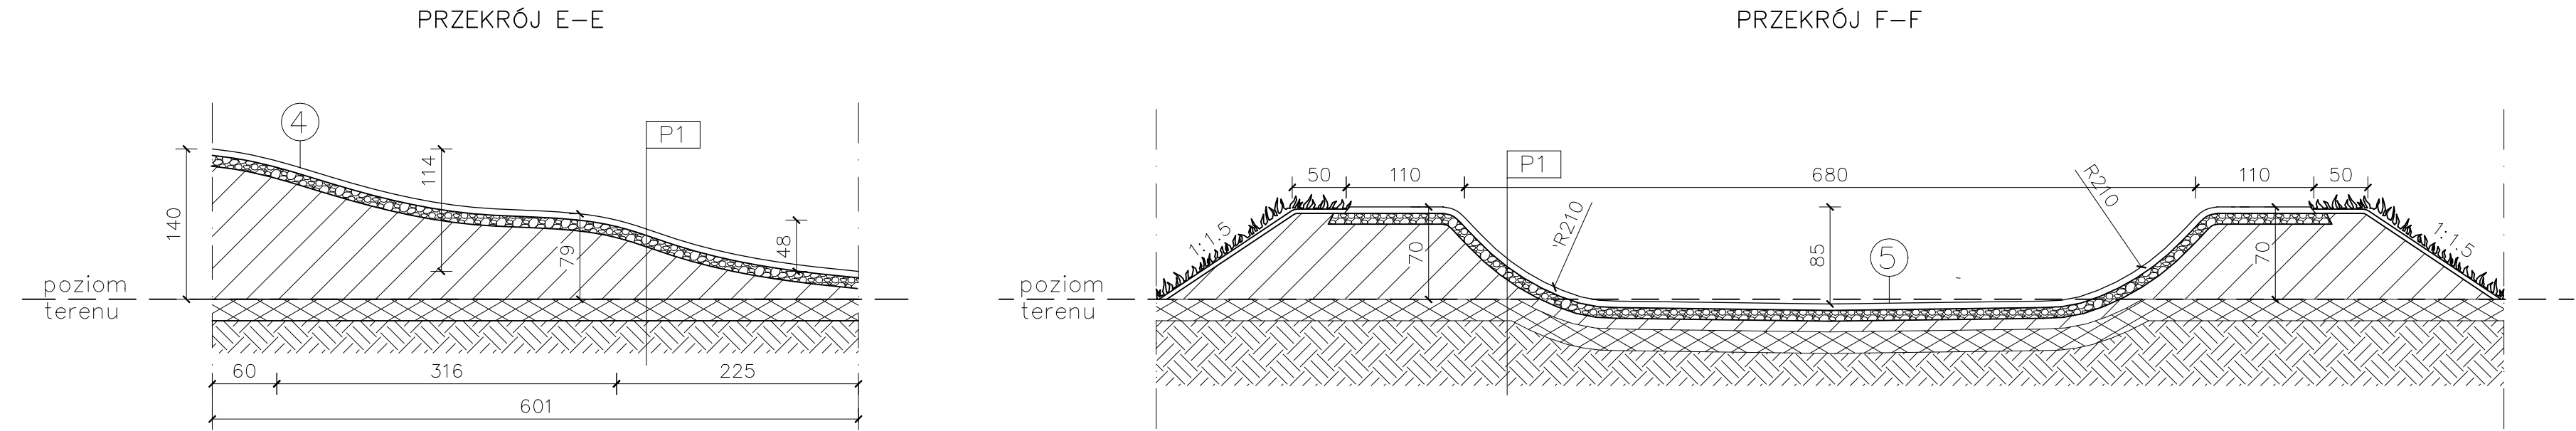 PRZEKRÓJ E–E
4
P1
114
140
79
48
poziom
terenu
60
316
225
601
PRZEKRÓJ F–F
P1
50
110
680
110
50
R210
'R210
1:1.5
1:1.5
70
85
5
70
poziom
terenu